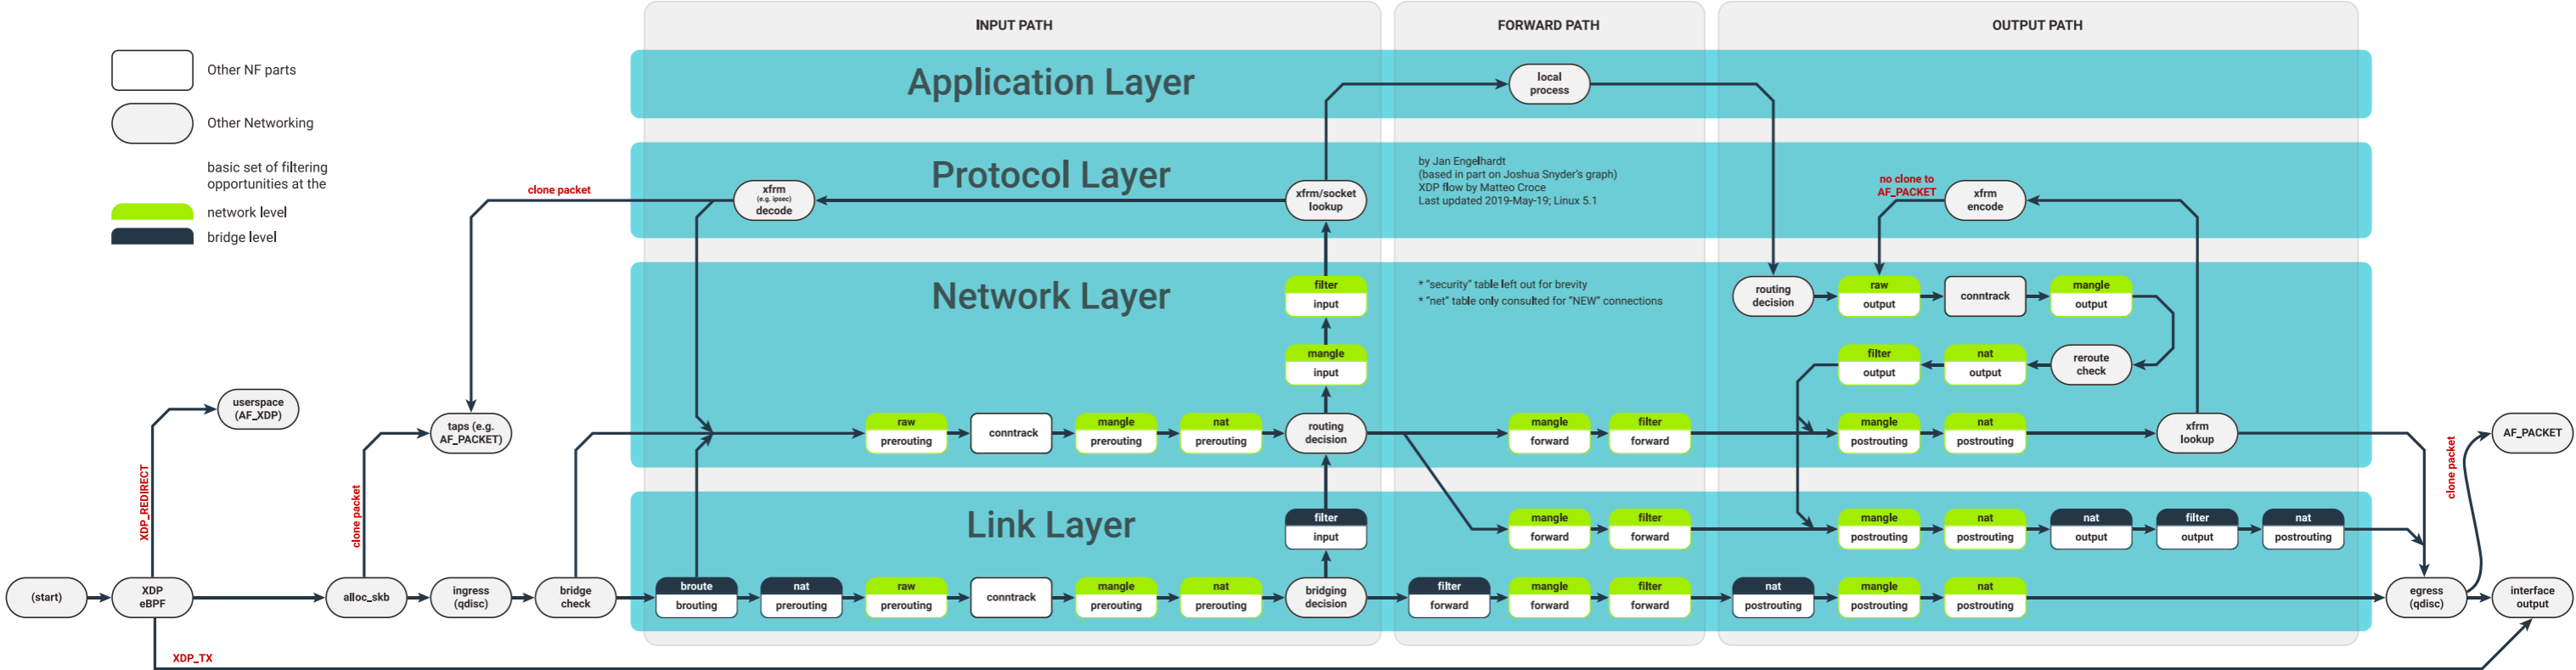 INPUT PATH
FORWARD PATH
OUTPUT PATH
Other NF parts
Other Networking
basic set of filtering
opportunities at the
network level
bridge level
Application Layer
local
process
Protocol Layer
by Jan Engelhardt
(based in part on Joshua Snyder's graph)
XDP flow by Matteo Croce
Last updated 2019-May-19; Linux 5.1
clone packet
xfrm
(e.g. ipsec)
decode
xfrm/socket
lookup
no clone to
AF_PACKET
xfrm
encode
Network Layer
* "security" table left out for brevity
* "net" table only consulted for "NEW" connections
filter
input
mangle
input
routing
decision
raw
output
conntrack
mangle
output
filter
output
nat
output
reroute
check
userspace
(AF_XDP)
taps (e.g.
AF_PACKET)
raw
prerouting
conntrack
mangle
prerouting
nat
prerouting
routing
decision
mangle
forward
filter
forward
mangle
postrouting
nat
postrouting
xfrm
lookup
AF_PACKET
XDP_REDIRECT
clone packet
clone packet
Link Layer
filter
input
mangle
forward
filter
forward
mangle
postrouting
nat
postrouting
nat
output
filter
output
nat
postrouting
(start)
XDP
eBPF
alloc_skb
ingress
(qdisc)
bridge
check
broute
brouting
nat
prerouting
raw
prerouting
conntrack
mangle
prerouting
nat
prerouting
bridging
decision
filter
forward
mangle
forward
filter
forward
nat
postrouting
mangle
postrouting
nat
postrouting
egress
(qdisc)
interface
output
XDP_TX